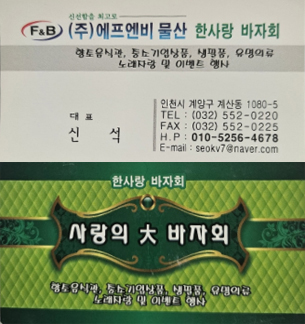 신선함을 최고로
F&B (주)에프엔비 물산 한사랑 바자회
향토음식관, 중소기업상품, 생필품, 유명의류
노래자랑 및 이벤트 행사
대표
신 석
인천시 계양구 계산동 1080-5
TEL : (032) 552-0220
FAX : (032) 552-0225
H.P : 010-5256-4678
E-mail : seokv7@naver.com
한사랑 바자회
사랑의 大 바자회
향토음식관, 중소기업상품, 생필품, 유명의류
노래자랑 및 이벤트 행사